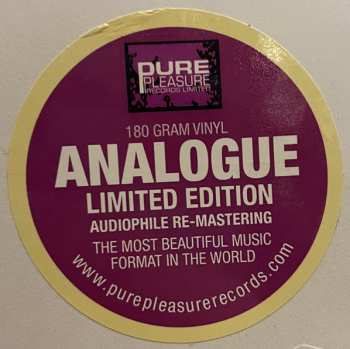 PURE
PLEASURE
RECORDS LIMITED
180 GRAM VINYL
ANALOGUE
LIMITED EDITION
AUDIOPHILE RE-MASTERING
THE MOST BEAUTIFUL MUSIC
FORMAT IN THE WORLD
www.purepleasurerecords.com